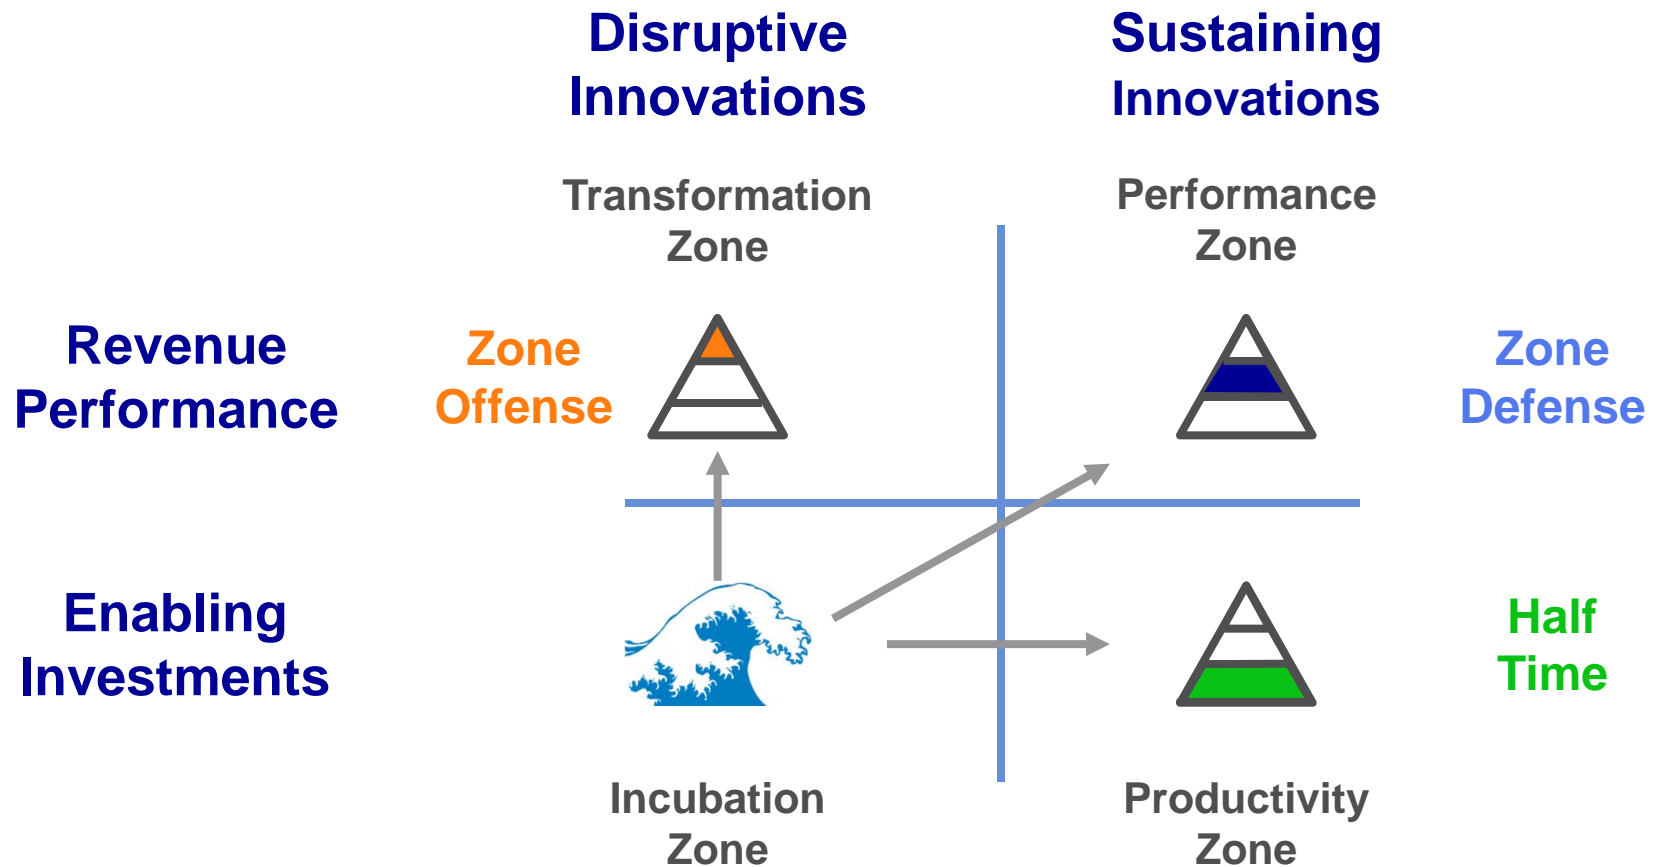 Disruptive
Innovations
Sustaining
Innovations
Transformation
Zone
Performance
Zone
Revenue
Performance
Zone
Offense
Zone
Defense
Enabling
Investments
Half
Time
Incubation
Zone
Productivity
Zone